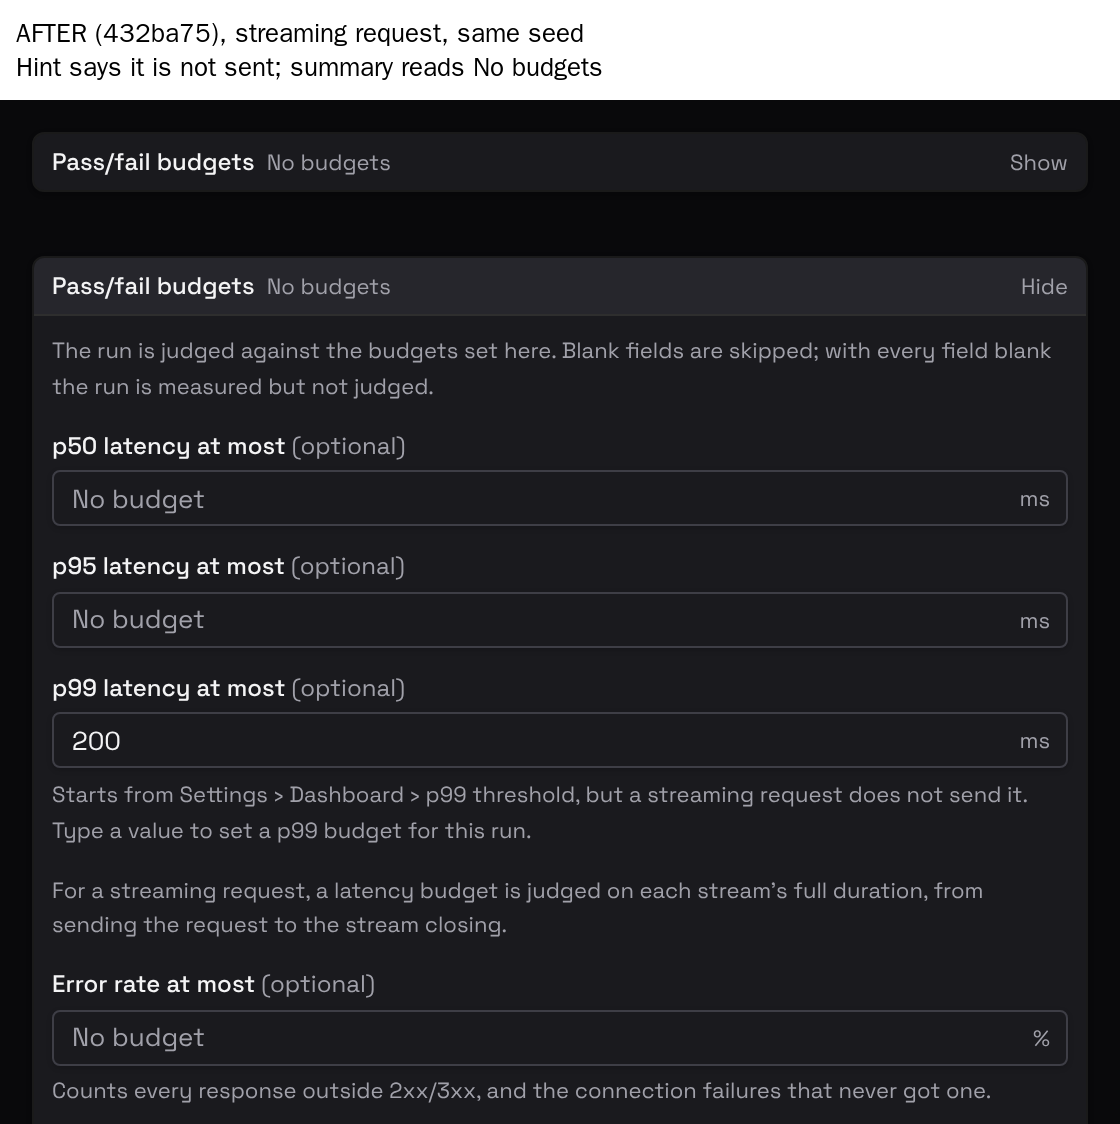 AFTER (432ba75), streaming request, same seed
Hint says it is not sent; summary reads No budgets
Pass/fail budgets No budgets Show
Pass/fail budgets No budgets Hide
The run is judged against the budgets set here. Blank fields are skipped; with every field blank
the run is measured but not judged.
p50 latency at most (optional)
No budget ms
p95 latency at most (optional)
No budget ms
p99 latency at most (optional)
200 ms
Starts from Settings > Dashboard > p99 threshold, but a streaming request does not send it.
Type a value to set a p99 budget for this run.
For a streaming request, a latency budget is judged on each stream’s full duration, from
sending the request to the stream closing.
Error rate at most (optional)
No budget %
Counts every response outside 2xx/3xx, and the connection failures that never got one.